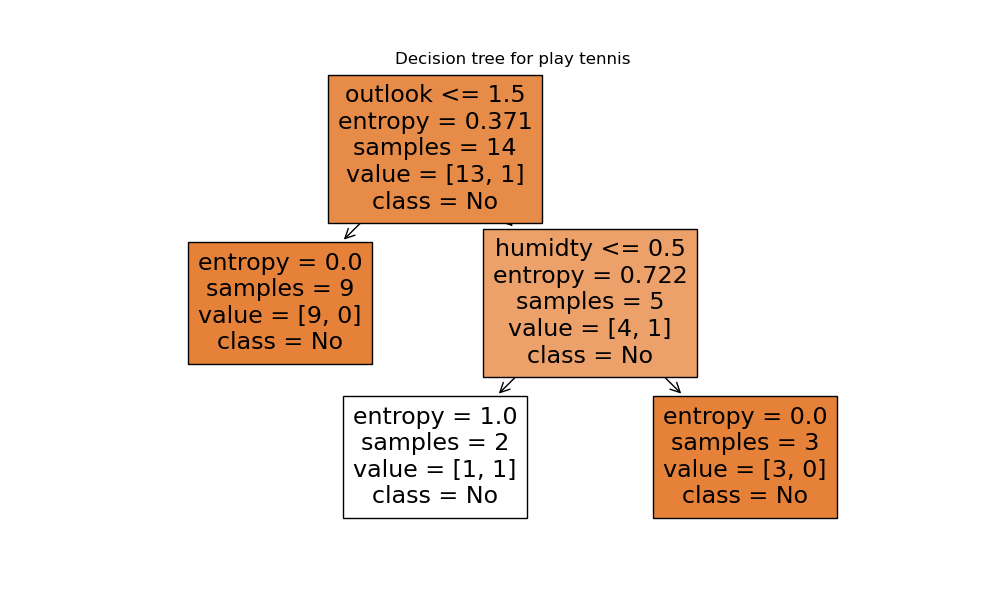 Decision tree for play tennis
outlook <= 1.5
entropy = 0.371
samples = 14
value = [13, 1]
class = No
entropy = 0.0
samples = 9
value = [9, 0]
class = No
humidty <= 0.5
entropy = 0.722
samples = 5
value = [4, 1]
class = No
entropy = 1.0
samples = 2
value = [1, 1]
class = No
entropy = 0.0
samples = 3
value = [3, 0]
class = No